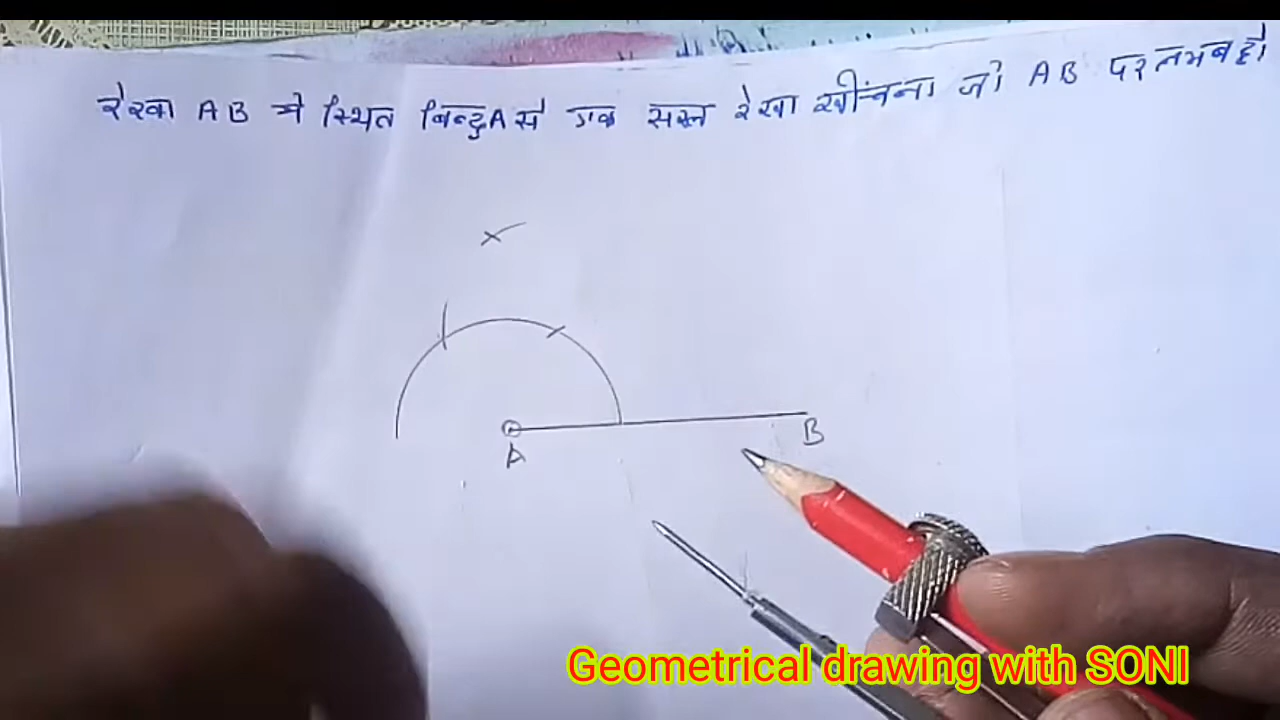 रेखा AB मे स्थित बिन्दु A से एक सरल रेखा खींचना जो AB पर लम्ब हो।
A
B
Geometrical drawing with SONI